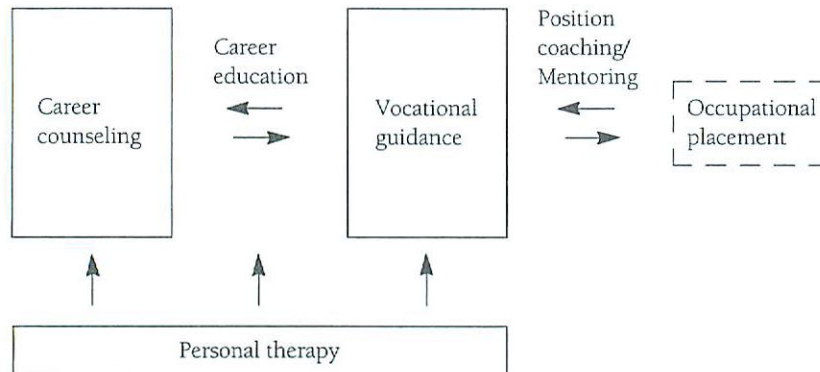 Career
counseling
Career
education
Vocational
guidance
Position
coaching/
Mentoring
Occupational
placement
Personal therapy